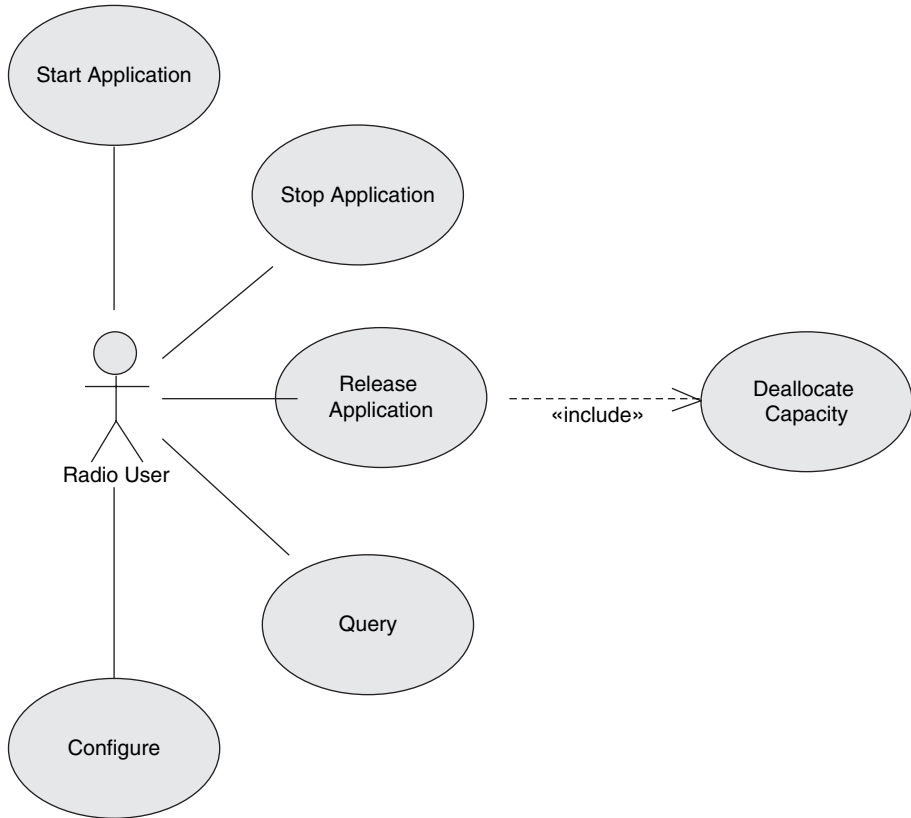 Start Application
Stop Application
Release
Application
«include»
Deallocate
Capacity
Radio User
Query
Configure